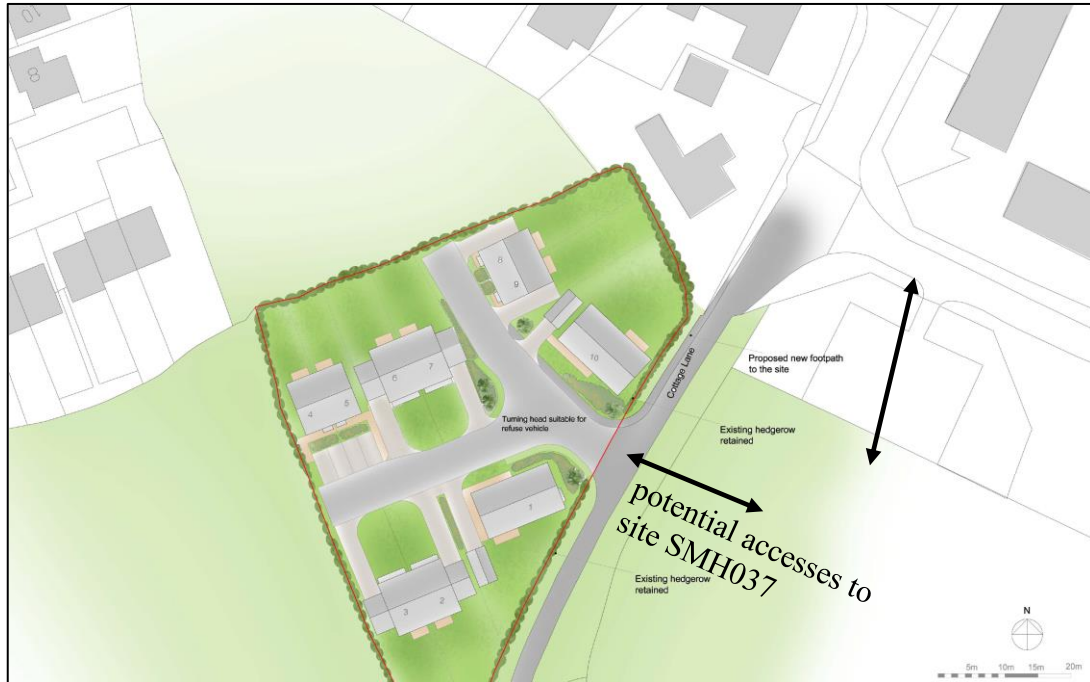 10
8
8
9
10
6
7
4
5
1
3
2
Turning head suitable for
refuse vehicle
Cottage Lane
Proposed new footpath
to the site
Existing hedgerow
retained
potential accesses to
site SMH037
Existing hedgerow
retained
N
5m 10m 15m 20m